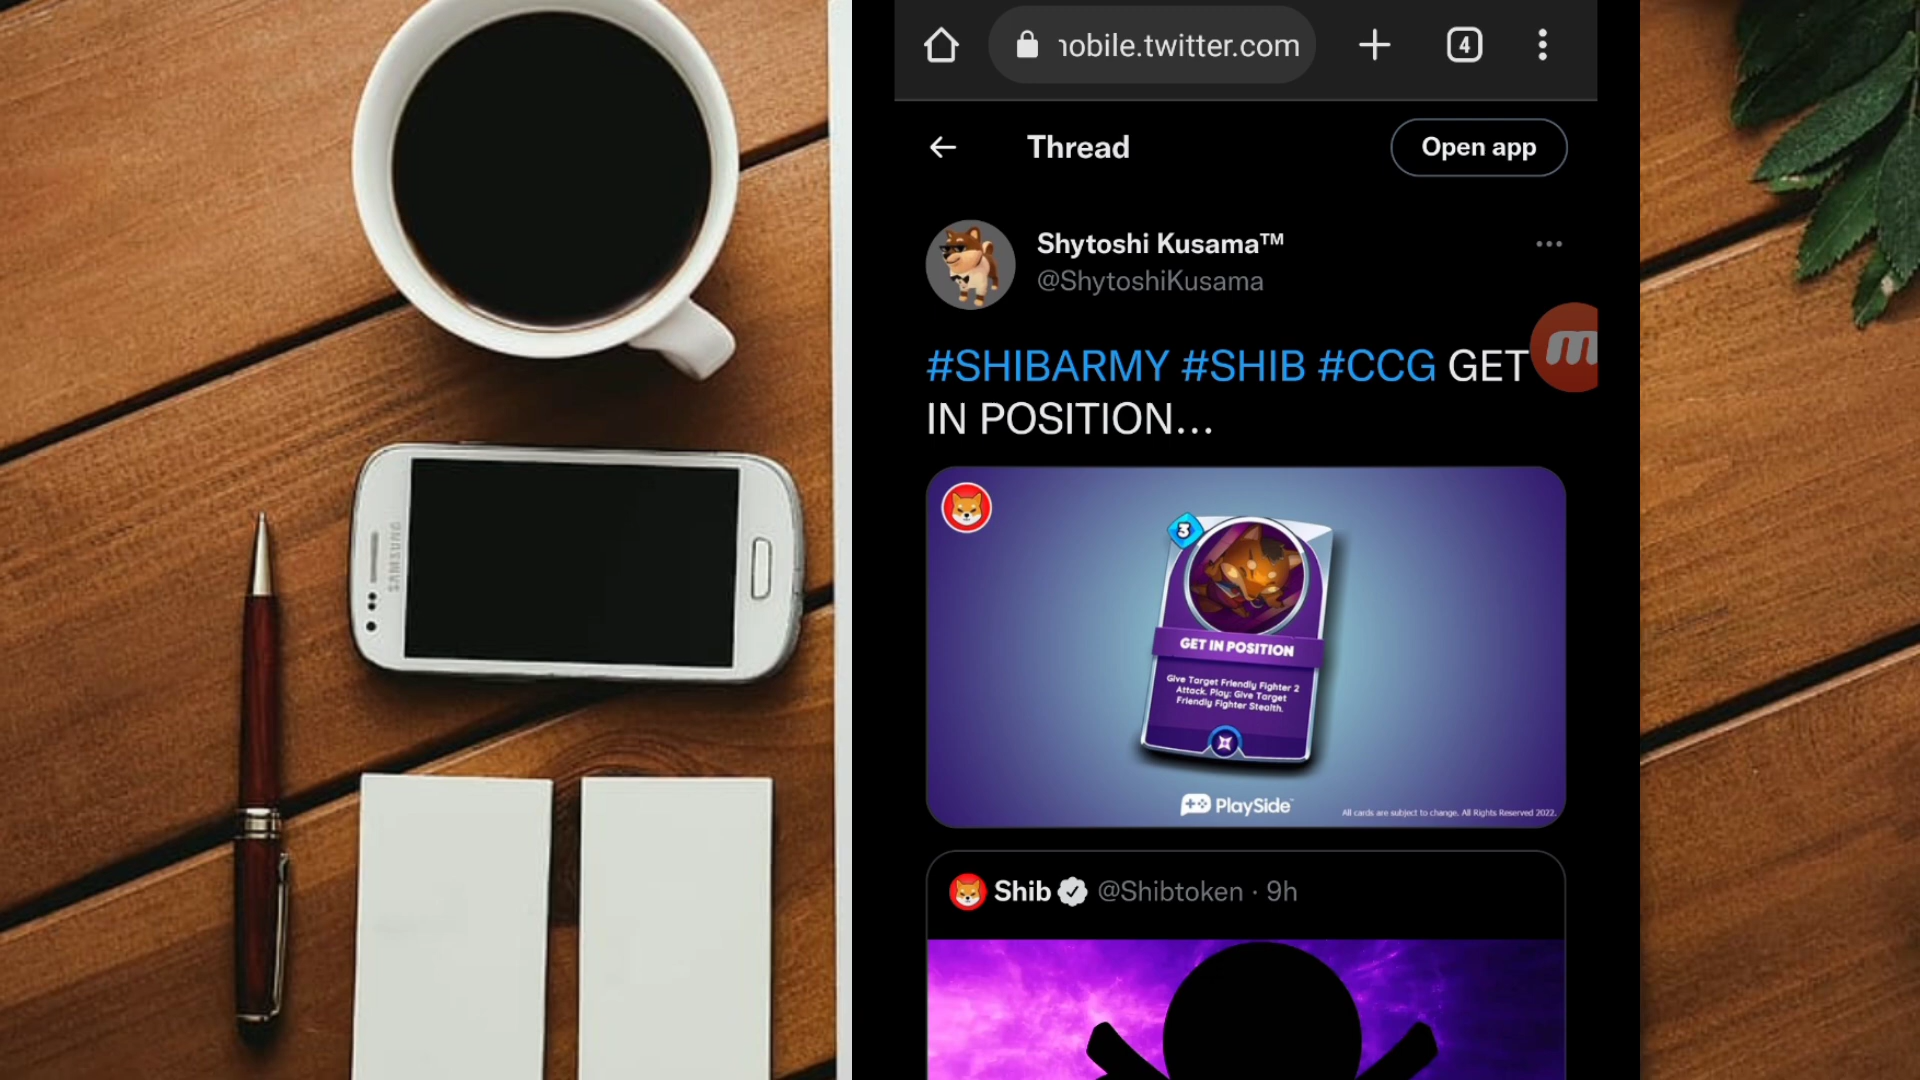 SAMSUNG
nobile.twitter.com
4
Thread
Open app
Shytoshi Kusama™
@ShytoshiKusama
#SHIBARMY #SHIB #CCG GET
IN POSITION...
3
GET IN POSITION
Give Target Friendly Fighter 2
Attack. Play: Give Target
Friendly Fighter Stealth.
PlaySide™
All cards are subject to change. All Rights Reserved 2022.
Shib @Shibtoken · 9h